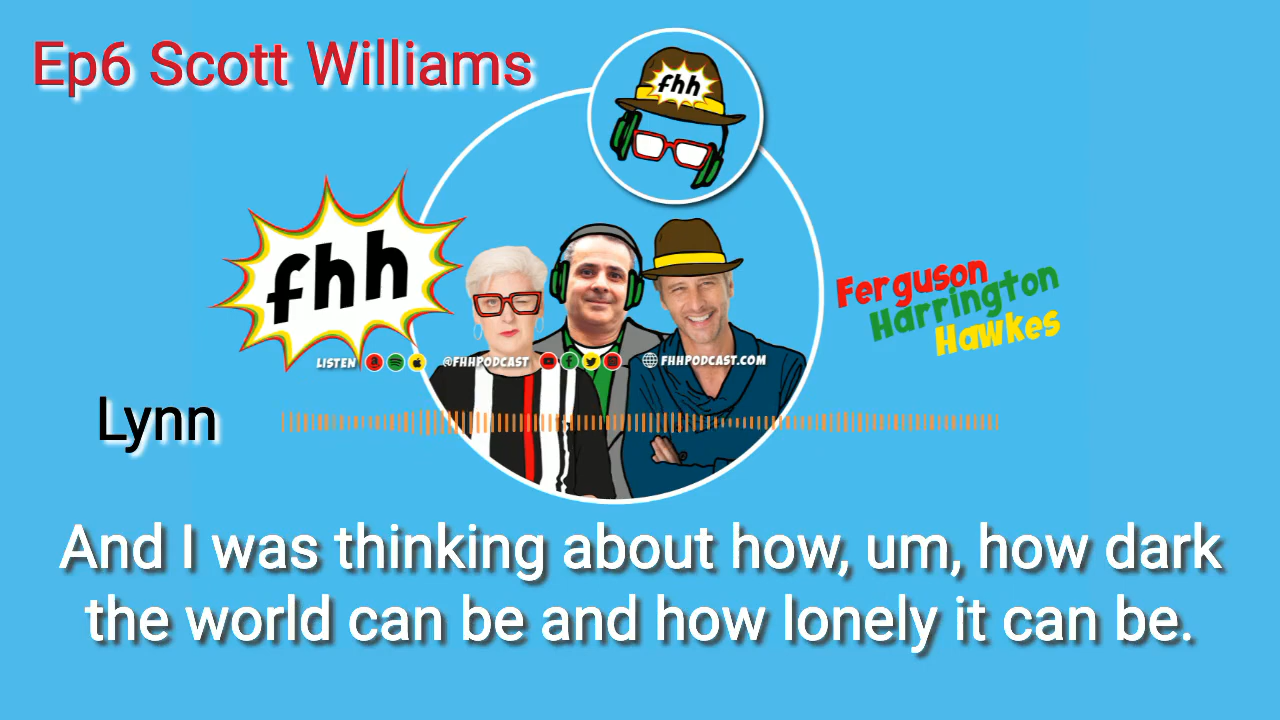 Ep6 Scott Williams
fhh
fhh
Ferguson
Harrington
Hawkes
LISTEN
@FHHPODCAST
FHHPODCAST.COM
Lynn
And I was thinking about how, um, how dark
the world can be and how lonely it can be.